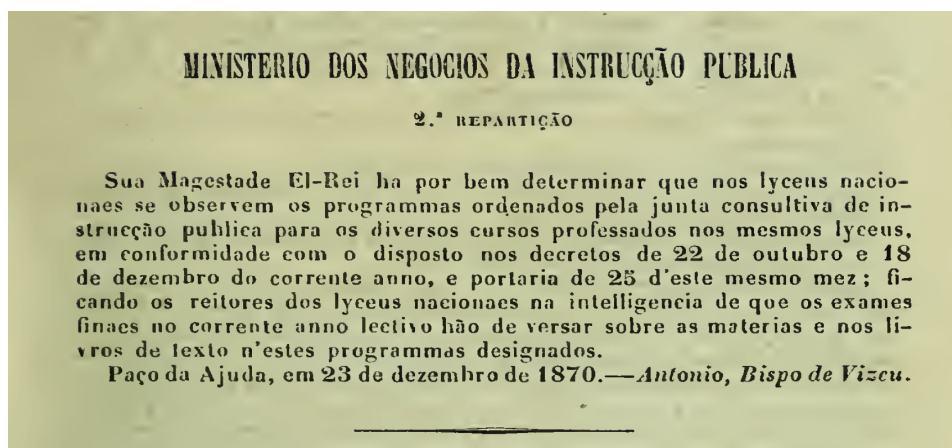 MINISTERIO DOS NEGOCIOS DA INSTRUCÇÃO PUBLICA
2.ª REPARTIÇÃO
Sua Magestade El-Rei ha por bem determinar que nos lyceus nacio-
naes se observem os programmas ordenados pela junta consultiva de in-
strucção publica para os diversos cursos professados nos mesmos lyceus,
em conformidade com o disposto nos decretos de 22 de outubro e 18
de dezembro do corrente anno, e portaria de 25 d'este mesmo mez; fi-
cando os reitores dos lyceus nacionaes na intelligencia de que os exames
finaes no corrente anno lectivo hão de versar sobre as materias e nos li-
vros de texto n'estes programmas designados.
Paço da Ajuda, em 23 de dezembro de 1870.—Antonio, Bispo de Vizeu.